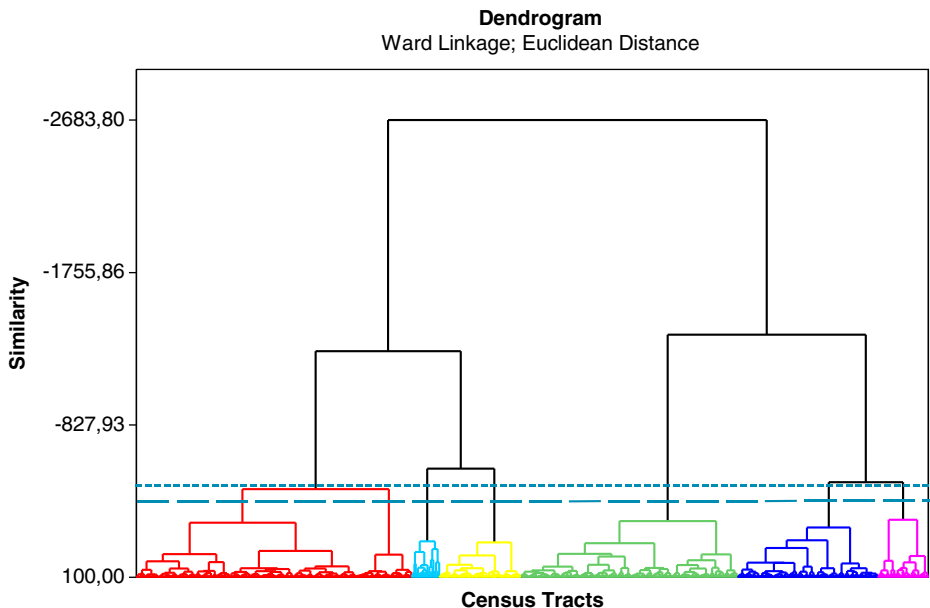 Dendrogram
Ward Linkage; Euclidean Distance
-2683,80
-1755,86
Similarity
-827,93
100,00
Census Tracts